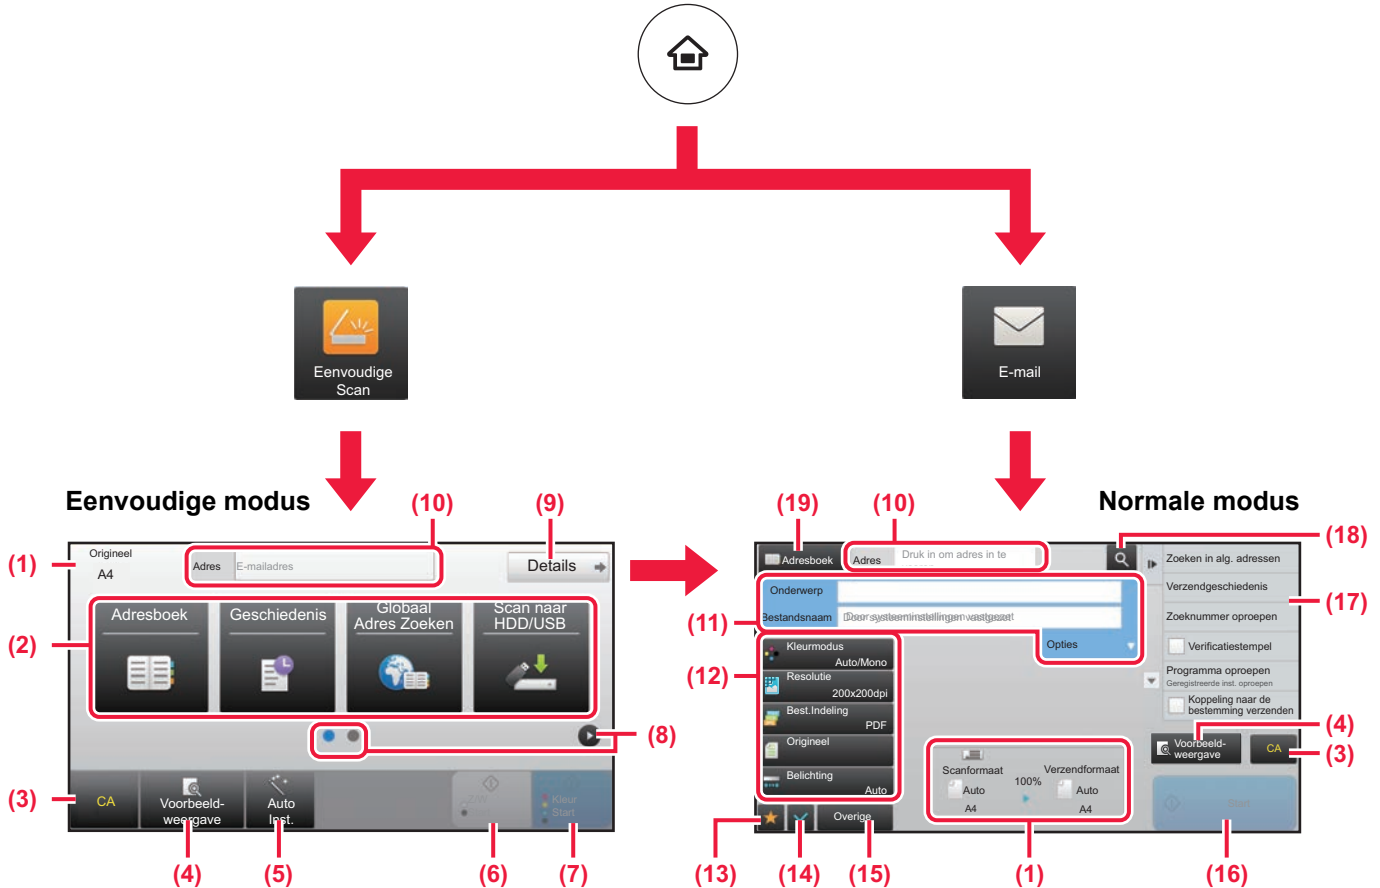 Eenvoudige
Scan
E-mail
Eenvoudige modus
(10)
(9)
(19)
(10)
Normale modus
(18)
(1)
Origineel
A4
Adres
E-mailadres
Details
Adresboek
Adres
Druk in om adres in te
Zoeken in alg. adressen
Verzendgeschiedenis
(17)
Zoeknummer oproepen
Verificatiestempel
Programma oproepen
Geregistreerde inst. oproepen
Koppeling naar de
bestemming verzenden
(2)
Adresboek
Geschiedenis
Globaal
Adres Zoeken
Scan naar
HDD/USB
(11)
Onderwerp
Bestandsnaam
Door systeeminstellingen vastgezet
Opties
(12)
Kleurmodus
Auto/Mono
Resolutie
200x200dpi
Best.Indeling
PDF
Origineel
Belichting
Auto
(8)
(4)
Voorbeeld-
weergave
CA
(3)
Scanformaat
Auto
A4
100%
Verzendformaat
Auto
A4
(3)
CA
Voorbeeld-
weergave
Auto
Inst.
Z/W
Kleur
Start
Overige
Start
(4)
(5)
(6)
(7)
(13)
(14)
(15)
(1)
(16)